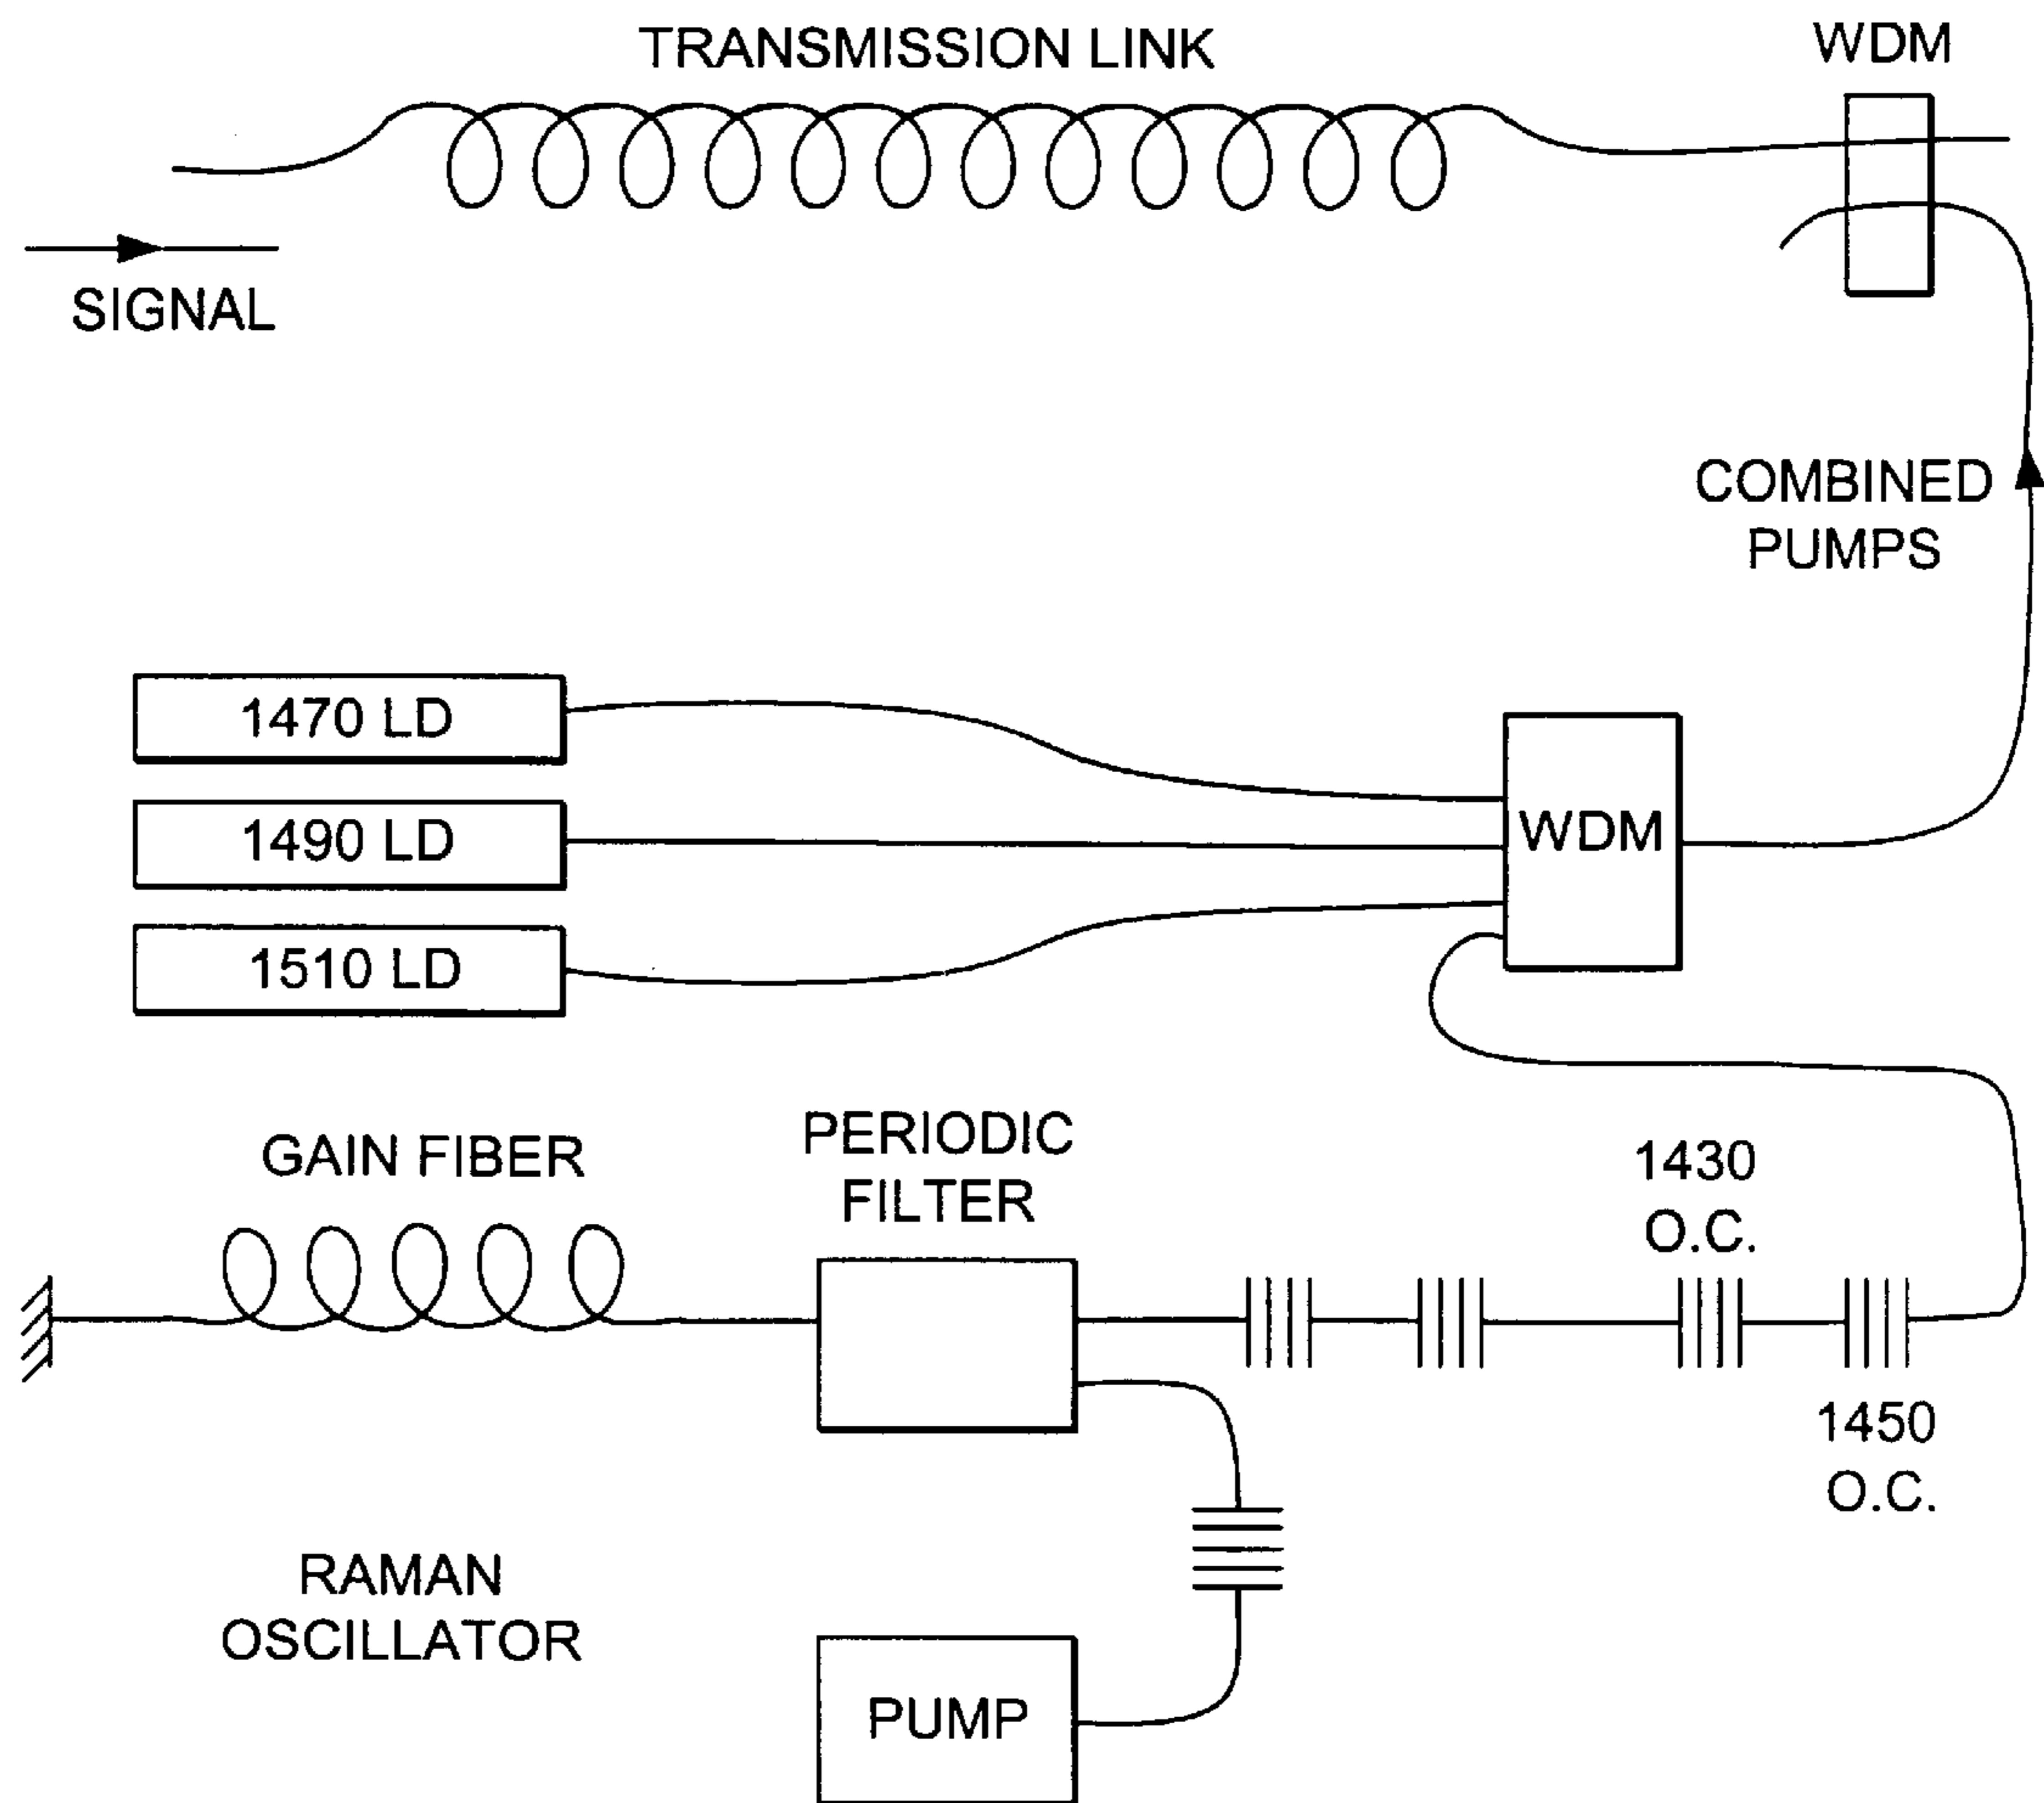 TRANSMISSION LINK
WDM
SIGNAL
COMBINED
PUMPS
1470 LD
1490 LD
1510 LD
WDM
GAIN FIBER
PERIODIC
FILTER
1430
O.C.
1450
O.C.
RAMAN
OSCILLATOR
PUMP